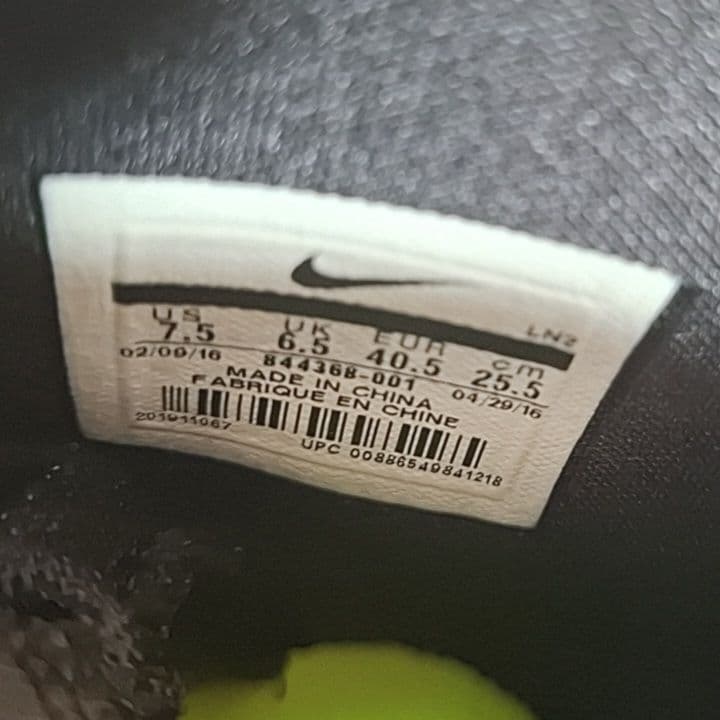 LN2
US UK EUR cm
7.5 6.5 40.5 25.5
02/09/16 844368-001 04/29/16
MADE IN CHINA
FABRIQUE EN CHINE
UPC 00886549841218